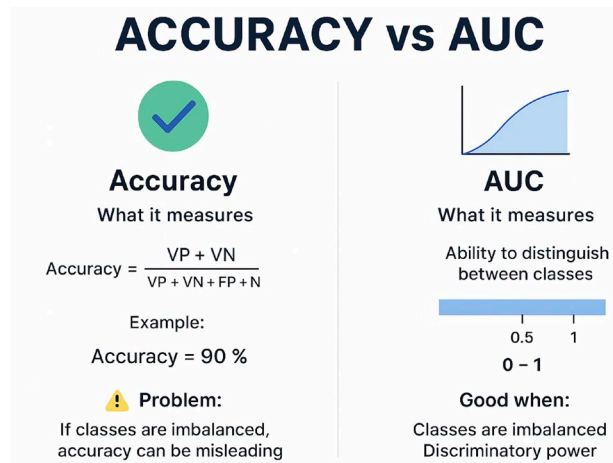 ACCURACY vs AUC
Accuracy
What it measures
Accuracy = VP + VN
VP + VN + FP + N
Example:
Accuracy = 90 %
Problem:
If classes are imbalanced,
accuracy can be misleading
AUC
What it measures
Ability to distinguish
between classes
0.5 1
0 – 1
Good when:
Classes are imbalanced
Discriminatory power